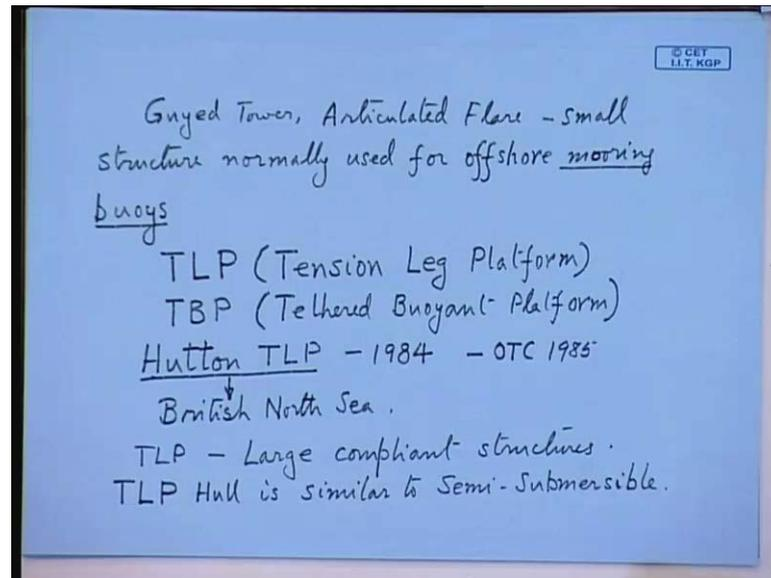 © CET
I.I.T. KGP
Guyed Tower, Articulated Flare - small
structure normally used for offshore mooring
buoys
TLP (Tension Leg Platform)
TBP (Tethered Buoyant Platform)
Hutton TLP - 1984 - OTC 1985
British North Sea.
TLP - Large compliant structures.
TLP Hull is similar to Semi-Submersible.